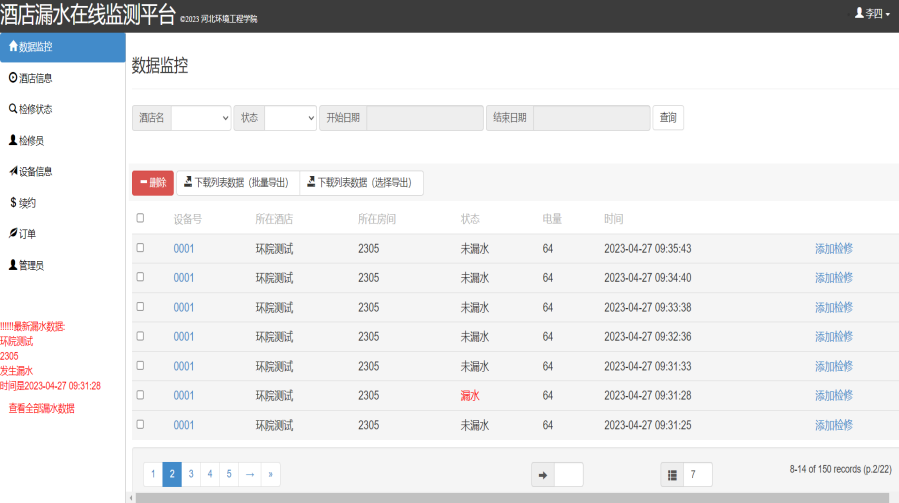 酒店漏水在线监测平台 ©2023 河北环境工程学院
李四
数据监控
酒店信息
检修状态
检修员
设备信息
续约
订单
管理员
!!!!!!最新漏水数据:
环院测试
2305
发生漏水
时间是2023-04-27 09:31:28
查看全部漏水数据
数据监控
酒店名 状态 开始日期 结束日期 查询
删除 下载列表数据（批量导出） 下载列表数据（选择导出）
设备号 所在酒店 所在房间 状态 电量 时间
0001 环院测试 2305 未漏水 64 2023-04-27 09:35:43 添加检修
0001 环院测试 2305 未漏水 64 2023-04-27 09:34:40 添加检修
0001 环院测试 2305 未漏水 64 2023-04-27 09:33:38 添加检修
0001 环院测试 2305 未漏水 64 2023-04-27 09:32:36 添加检修
0001 环院测试 2305 未漏水 64 2023-04-27 09:31:33 添加检修
0001 环院测试 2305 漏水 64 2023-04-27 09:31:28 添加检修
0001 环院测试 2305 未漏水 64 2023-04-27 09:31:25 添加检修
1 2 3 4 5 → » 7 8-14 of 150 records (p.2/22)